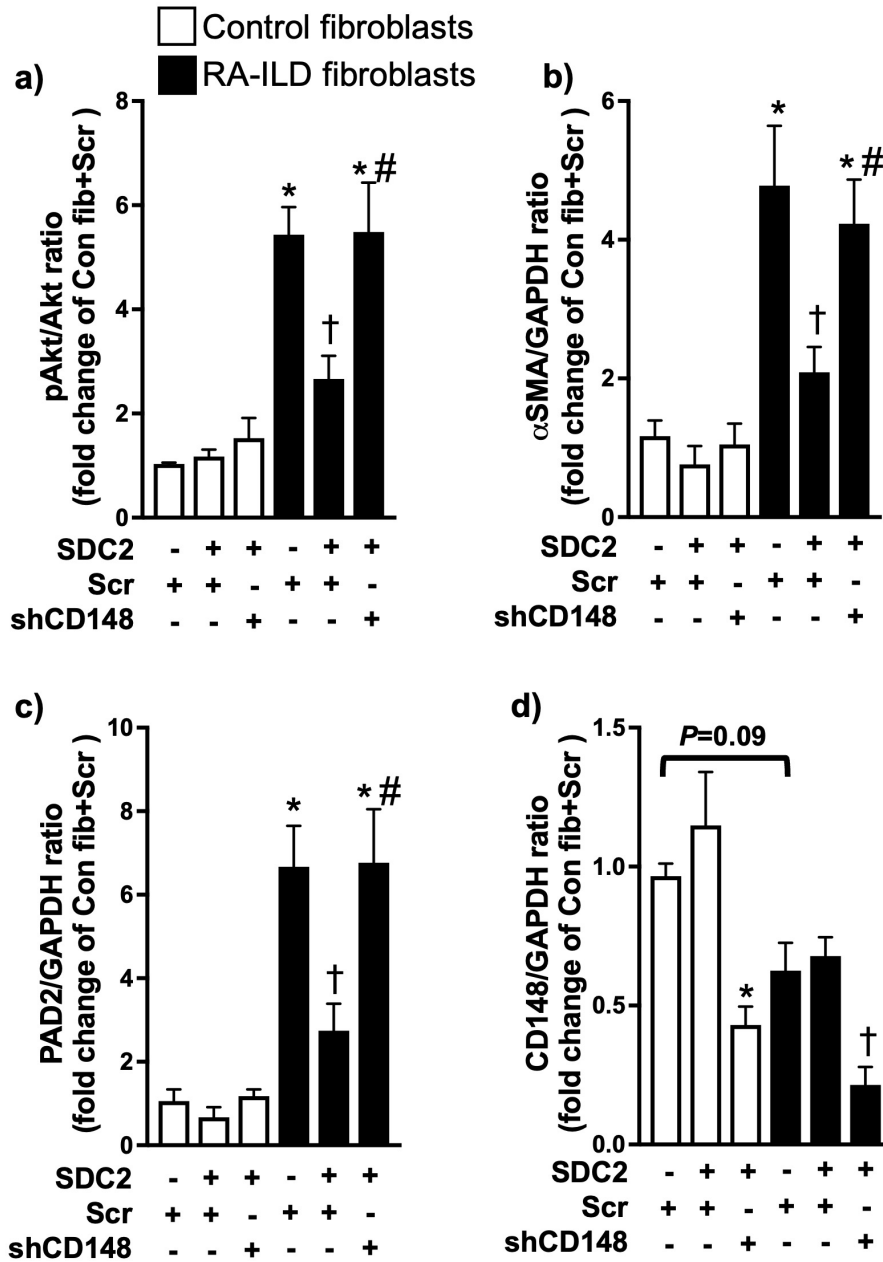 Control fibroblasts
RA-ILD fibroblasts
a)
pAkt/Akt ratio
(fold change of Con fib+Scr )
8
6
4
2
0
*
†
* #
SDC2 - + + - + +
Scr + + - + + -
shCD148 - - + - - +
b)
αSMA/GAPDH ratio
(fold change of Con fib+Scr )
6
4
2
0
*
†
* #
SDC2 - + + - + +
Scr + + - + + -
shCD148 - - + - - +
c)
PAD2/GAPDH ratio
(fold change of Con fib+Scr )
10
8
6
4
2
0
*
†
* #
SDC2 - + + - + +
Scr + + - + + -
shCD148 - - + - - +
d)
CD148/GAPDH ratio
(fold change of Con fib+Scr )
1.5
1.0
0.5
0.0
P=0.09
*
†
SDC2 - + + - + +
Scr + + - + + -
shCD148 - - + - - +